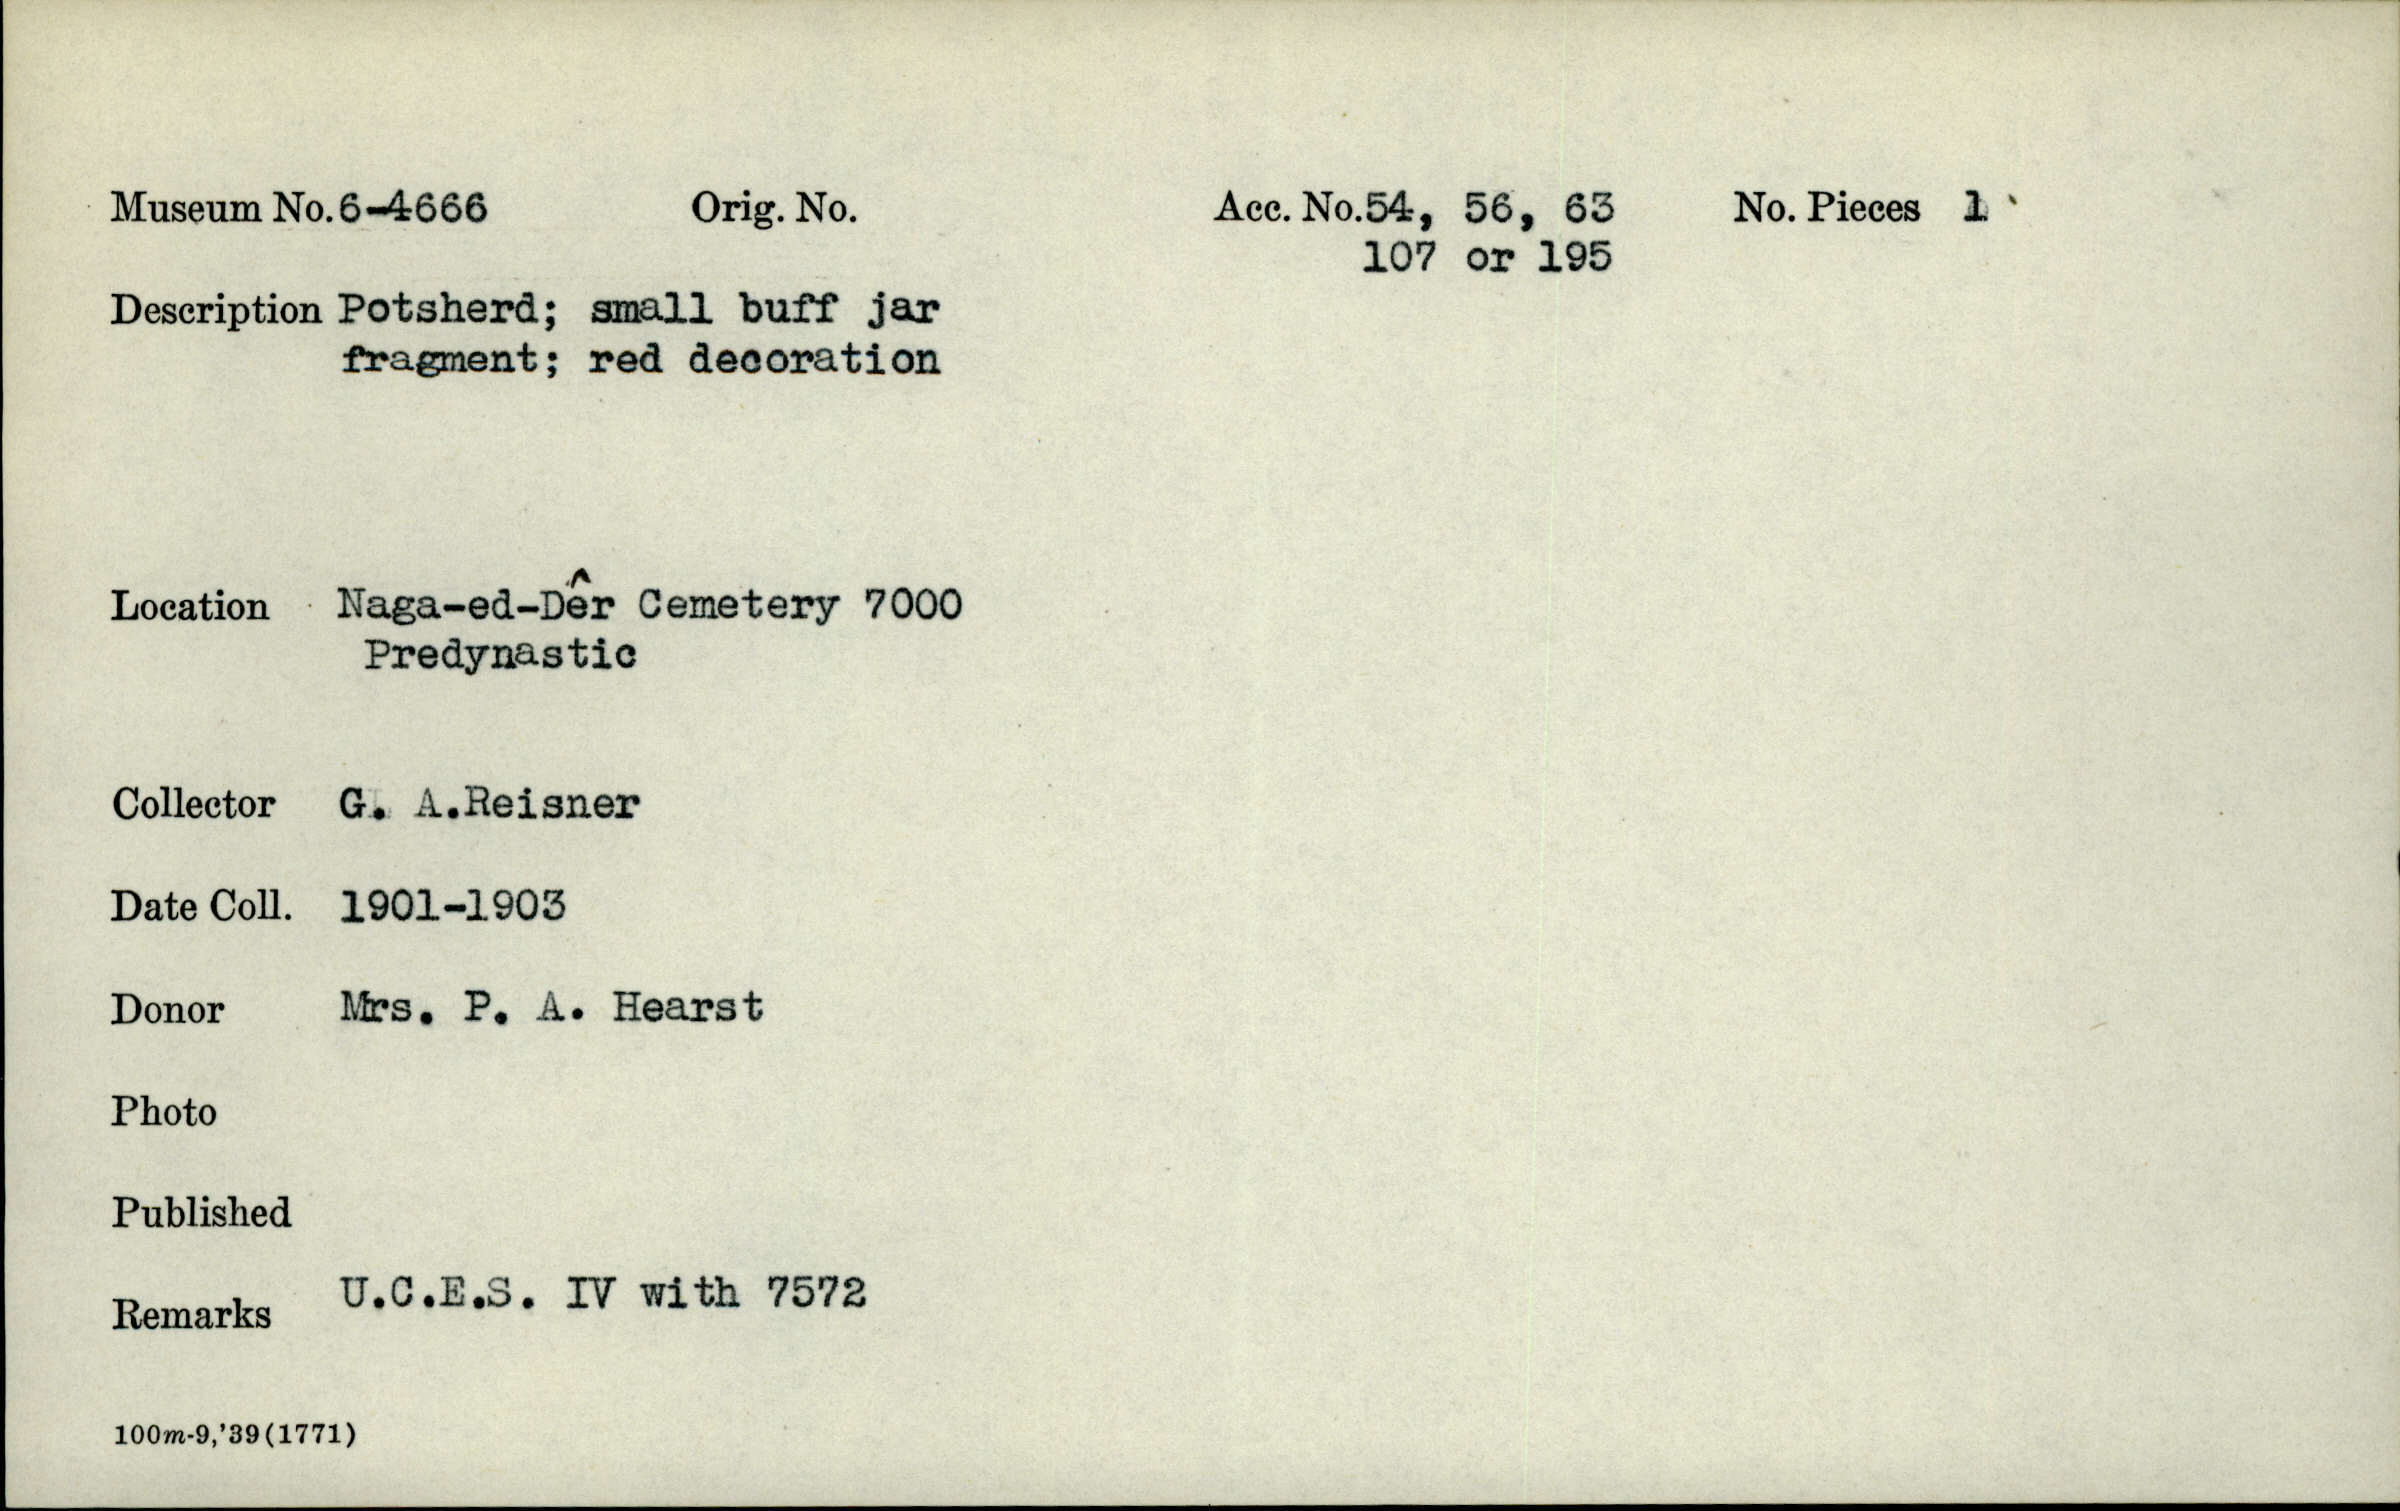 Museum No. 6-4666 Orig. No. Acc. No. 54, 56, 63 No. Pieces 1
107 or 195
Description Potsherd; small buff jar
fragment; red decoration
Location Naga-ed-Dêr Cemetery 7000
Predynastic
Collector G. A.Reisner
Date Coll. 1901-1903
Donor Mrs. P. A. Hearst
Photo
Published
Remarks U.C.E.S. IV with 7572
100m-9,'39(1771)